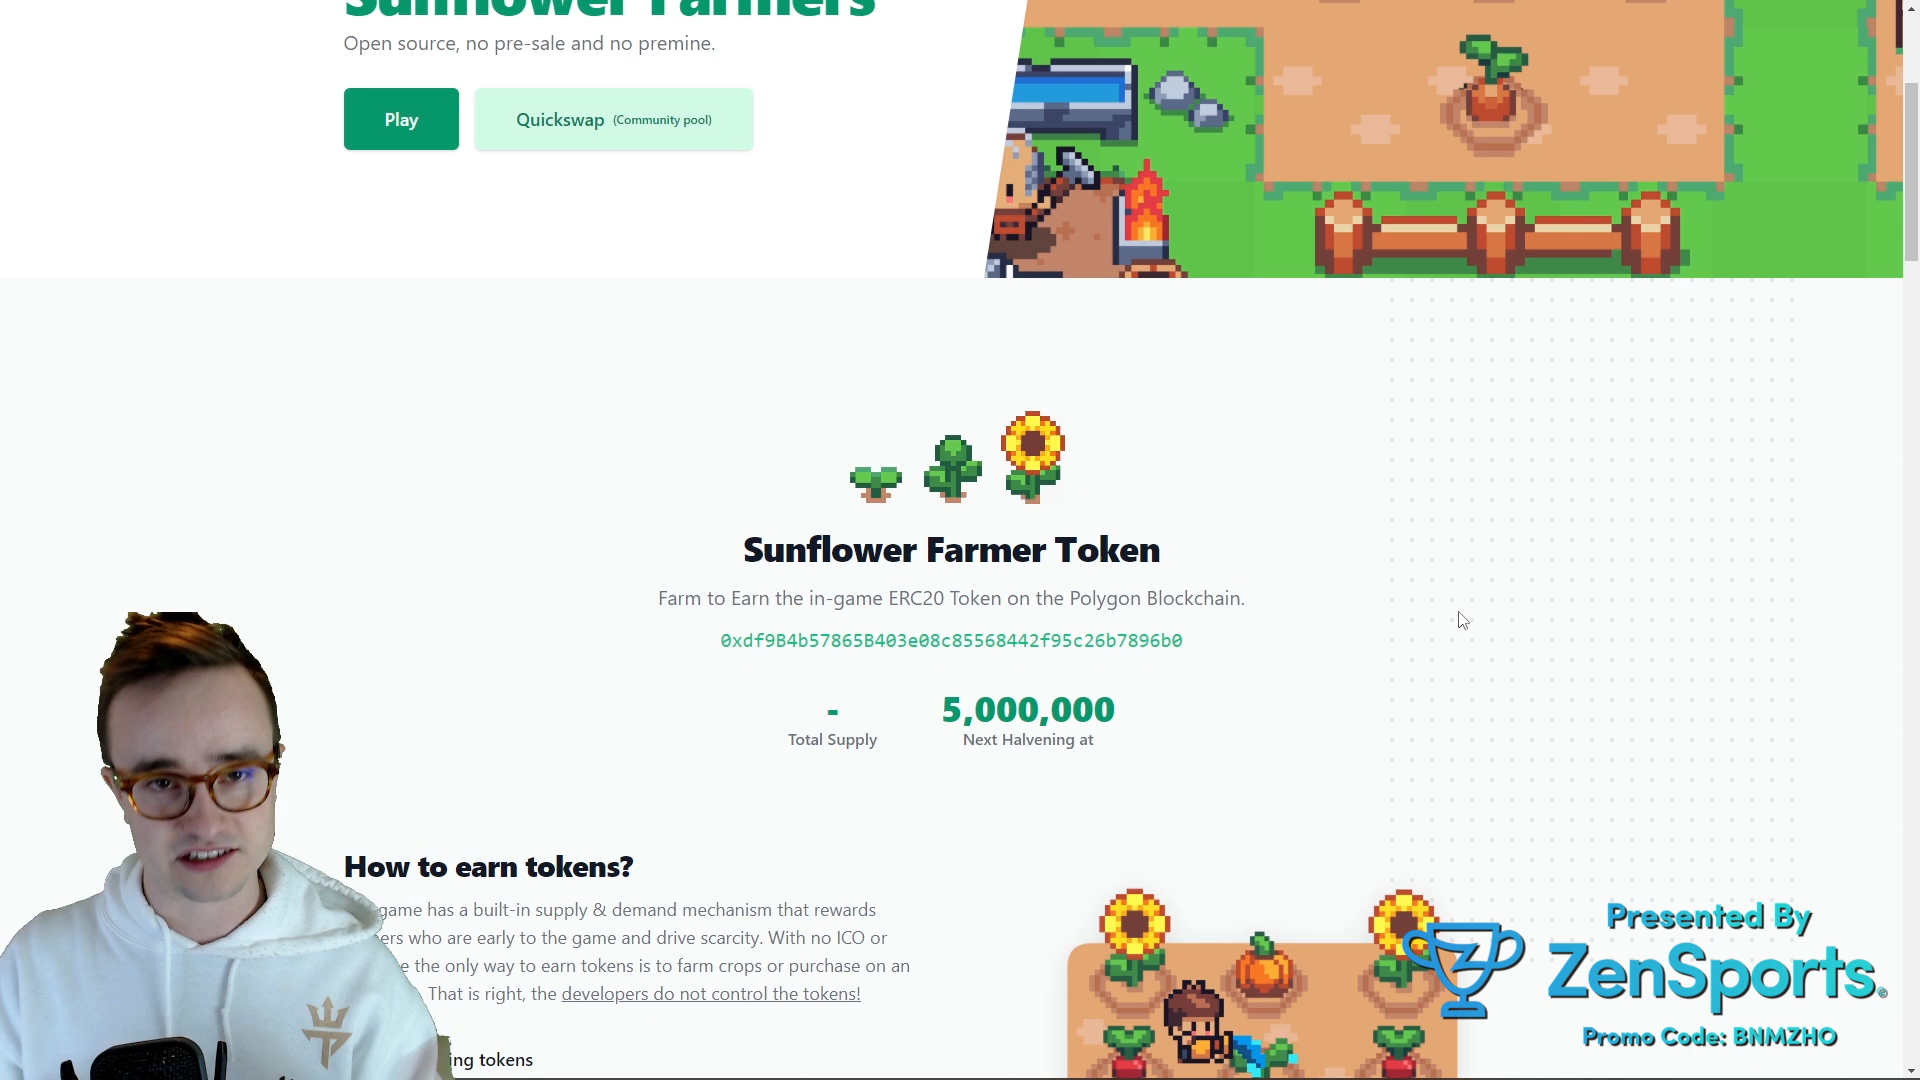 Sunflower Farmers
Open source, no pre-sale and no premine.
Play
Quickswap (Community pool)
Sunflower Farmer Token
Farm to Earn the in-game ERC20 Token on the Polygon Blockchain.
0xdf9B4b57865B403e08c85568442f95c26b7896b0
-
Total Supply
5,000,000
Next Halvening at
How to earn tokens?
game has a built-in supply & demand mechanism that rewards
ers who are early to the game and drive scarcity. With no ICO or
e the only way to earn tokens is to farm crops or purchase on an
That is right, the developers do not control the tokens!
ing tokens
Presented By
ZenSports
Promo Code: BNMZHO